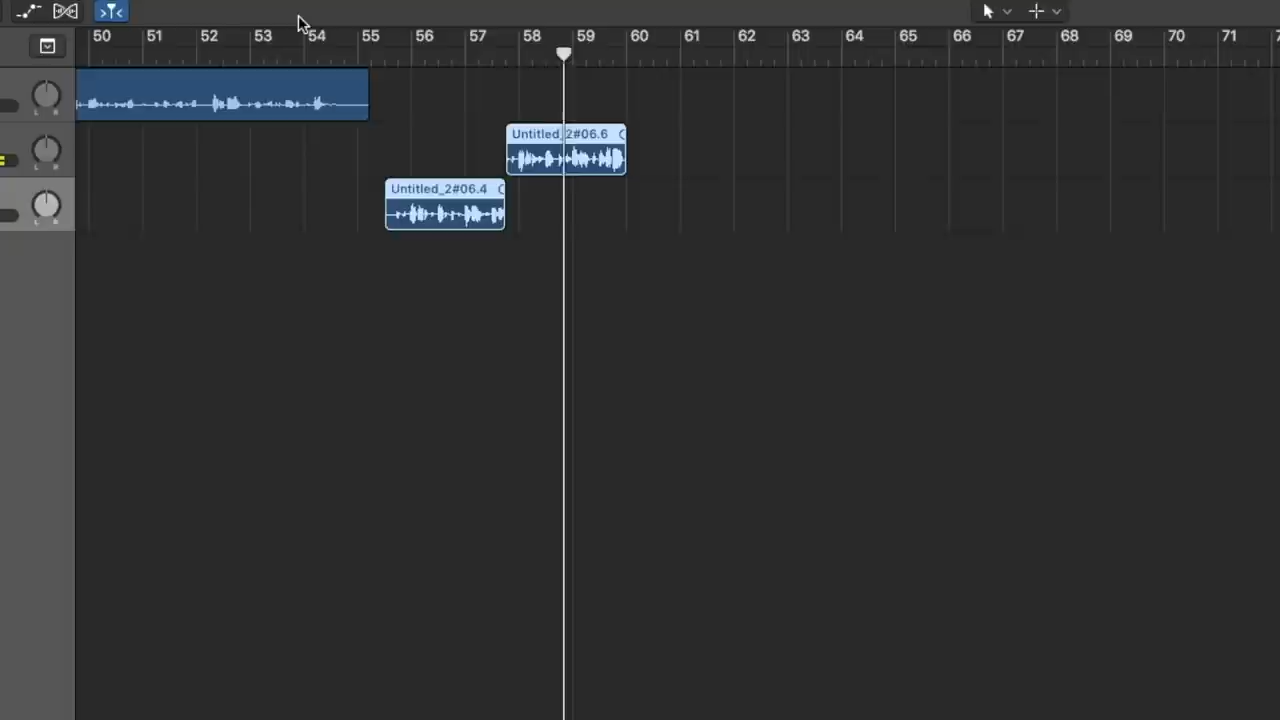 50 51 52 53 54 55 56 57 58 59 60 61 62 63 64 65 66 67 68 69 70 71
L R
Untitled_2#06.6
L R
Untitled_2#06.4
L R